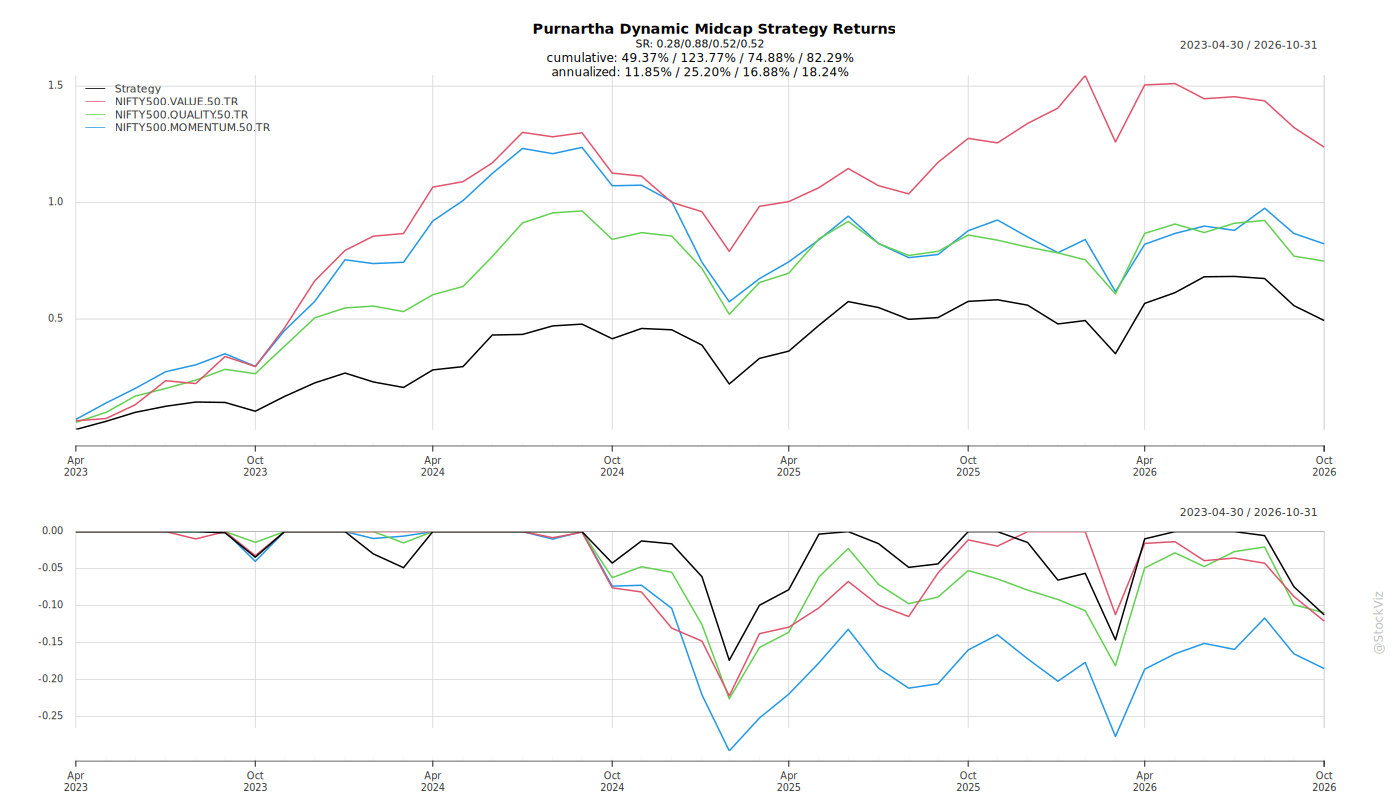 Purnartha Dynamic Midcap Strategy Returns
SR: 0.28/0.88/0.52/0.52
cumulative: 49.37% / 123.77% / 74.88% / 82.29%
annualized: 11.85% / 25.20% / 16.88% / 18.24%
2023-04-30 / 2026-10-31
Strategy
NIFTY500.VALUE.50.TR
NIFTY500.QUALITY.50.TR
NIFTY500.MOMENTUM.50.TR
1.5
1.0
0.5
Apr Oct Apr Oct Apr Oct Apr Oct
2023 2023 2024 2024 2025 2025 2026 2026
2023-04-30 / 2026-10-31
0.00
-0.05
-0.10
-0.15
-0.20
-0.25
Apr Oct Apr Oct Apr Oct Apr Oct
2023 2023 2024 2024 2025 2025 2026 2026
@StockViz